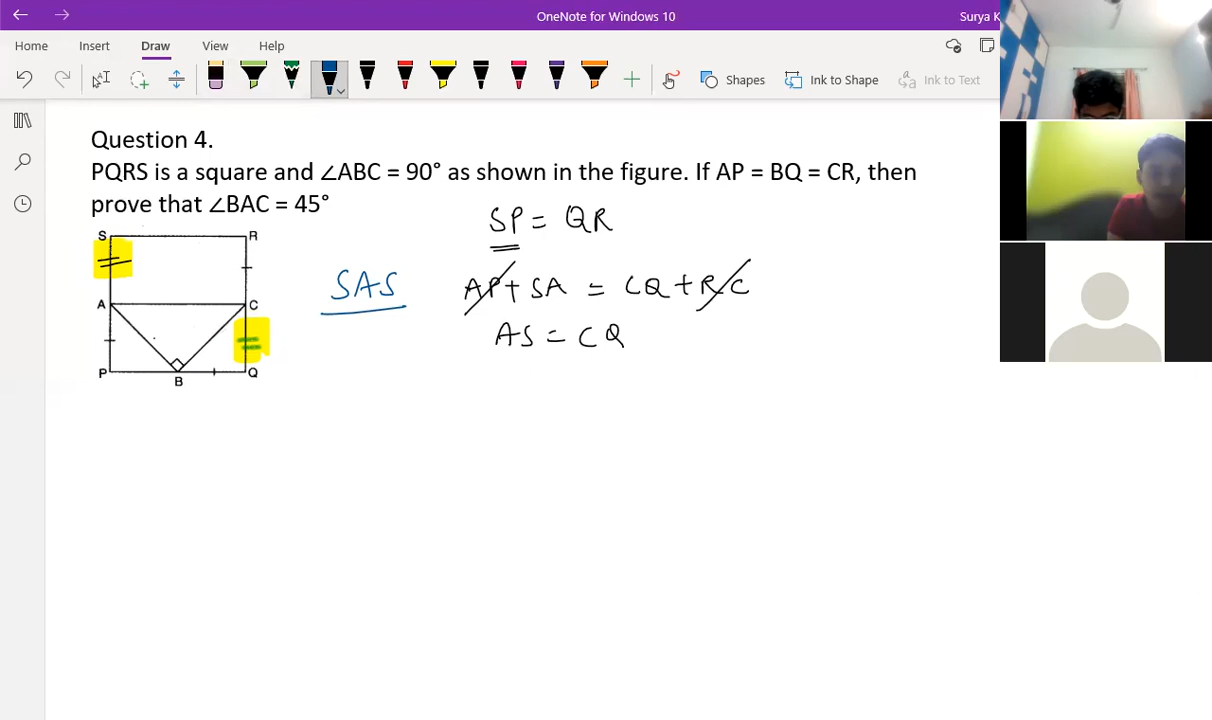 OneNote for Windows 10
Surya K
Home Insert Draw View Help
Shapes Ink to Shape Ink to Text
Question 4.
PQRS is a square and ∠ABC = 90° as shown in the figure. If AP = BQ = CR, then
prove that ∠BAC = 45°
SP = QR
S R
SAS
AP + SA = CQ + RC
A C
AS = CQ
P B Q